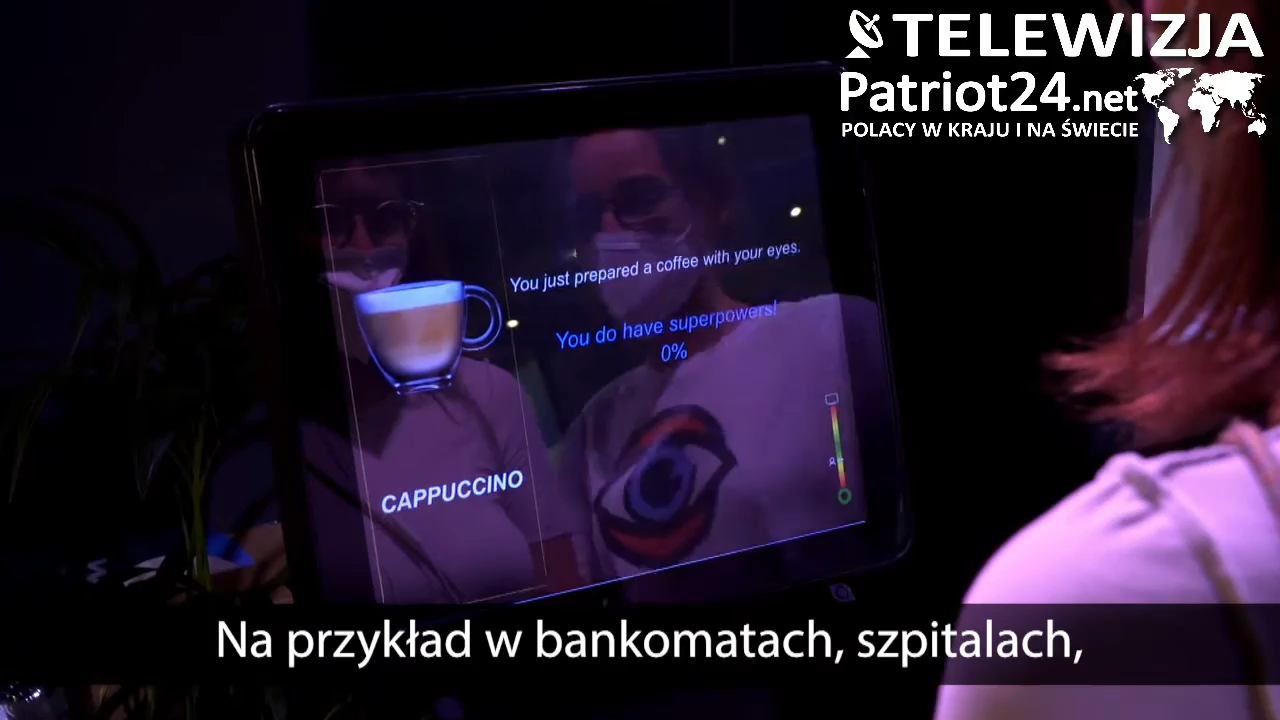 TELEWIZJA
Patriot24.net
POLACY W KRAJU I NA ŚWIECIE
You just prepared a coffee with your eyes.
You do have superpowers!
0%
CAPPUCCINO
Na przykład w bankomatach, szpitalach,